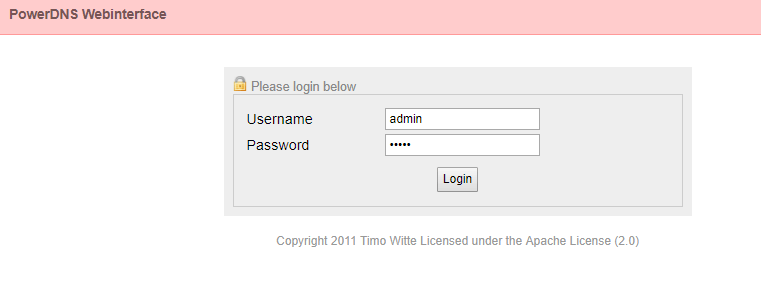 PowerDNS Webinterface
Please login below
Username admin
Password •••••
Login
Copyright 2011 Timo Witte Licensed under the Apache License (2.0)